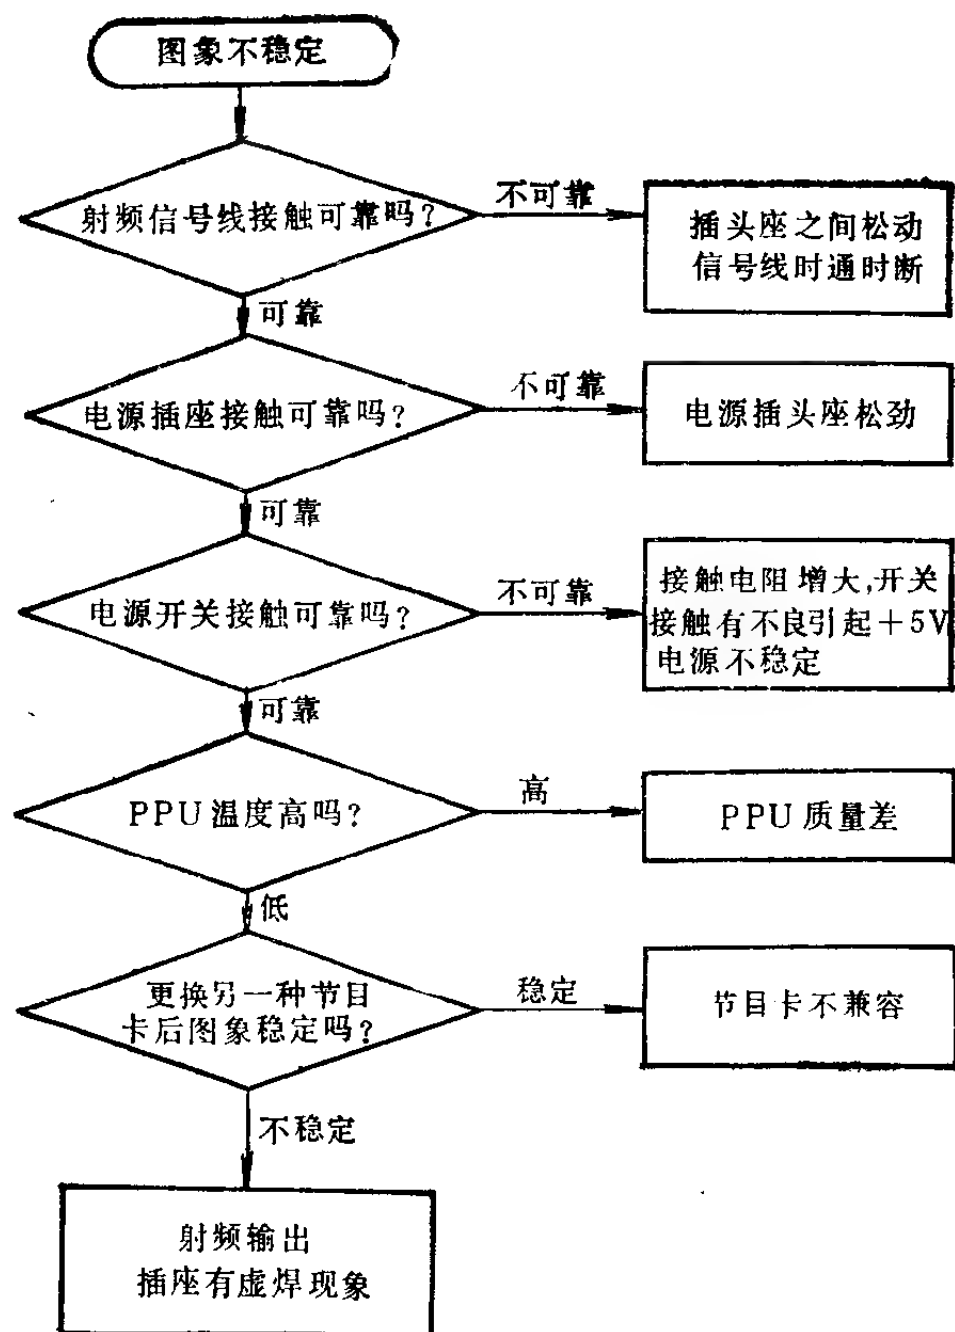 图象不稳定
射频信号线接触可靠吗?
不可靠
插头座之间松动
信号线时通时断
可靠
电源插座接触可靠吗?
不可靠
电源插头座松劲
可靠
电源开关接触可靠吗?
不可靠
接触电阻增大,开关
接触有不良引起+5V
电源不稳定
可靠
PPU温度高吗?
高
PPU质量差
低
更换另一种节目
卡后图象稳定吗?
稳定
节目卡不兼容
不稳定
射频输出
插座有虚焊现象